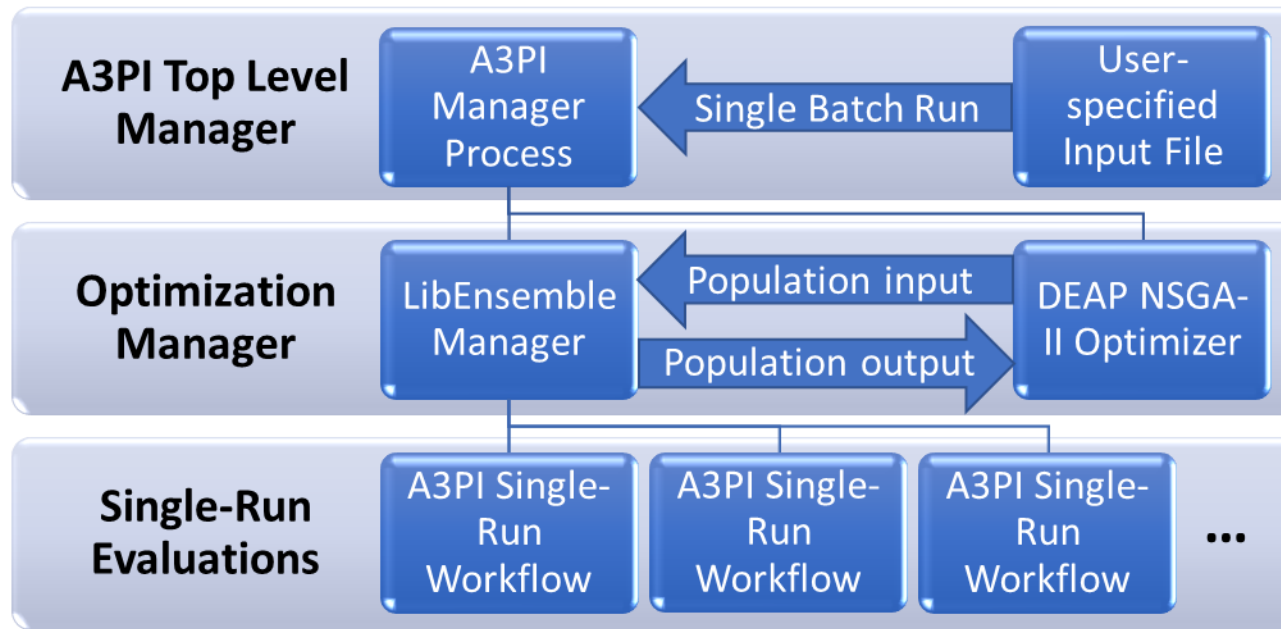 A3PI Top Level
Manager
A3PI
Manager
Process
Single Batch Run
User-
specified
Input File
Optimization
Manager
LibEnsemble
Manager
Population input
Population output
DEAP NSGA-
II Optimizer
Single-Run
Evaluations
A3PI Single-
Run
Workflow
A3PI Single-
Run
Workflow
A3PI Single-
Run
Workflow
...